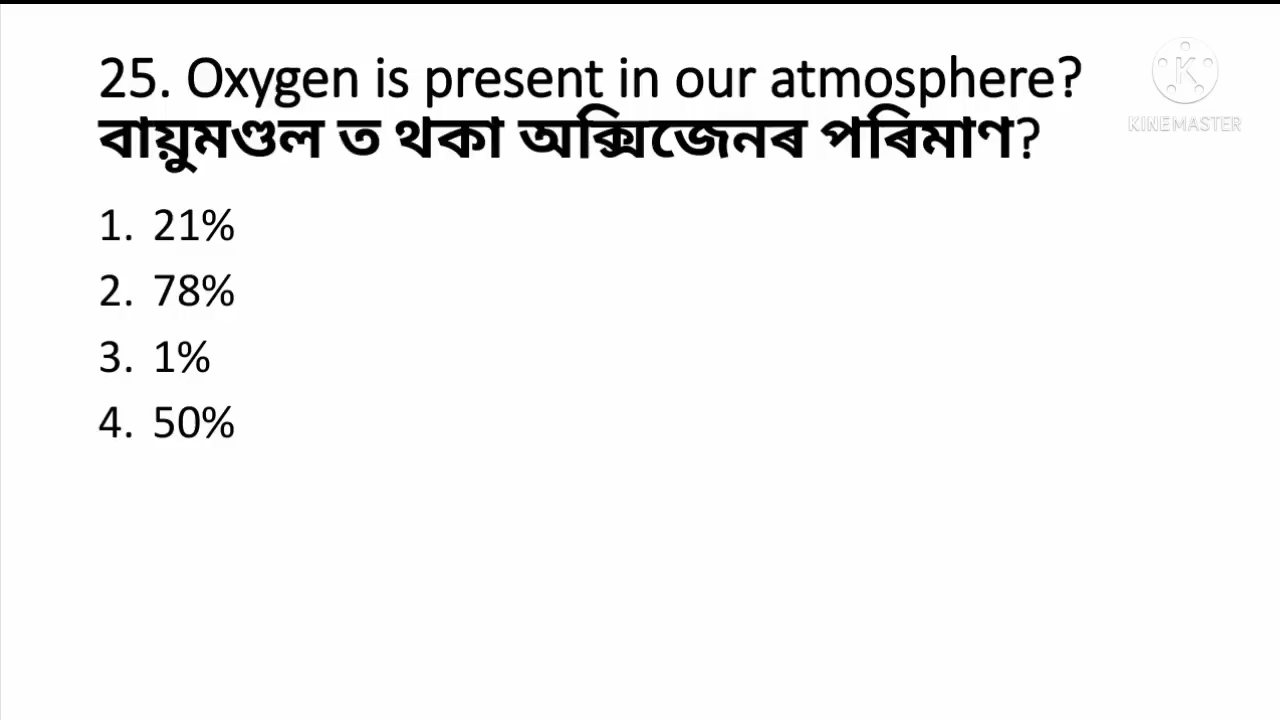 25. Oxygen is present in our atmosphere?
বায়ুমণ্ডল ত থকা অক্সিজেনৰ পৰিমাণ?
K
KINEMASTER
1. 21%
2. 78%
3. 1%
4. 50%